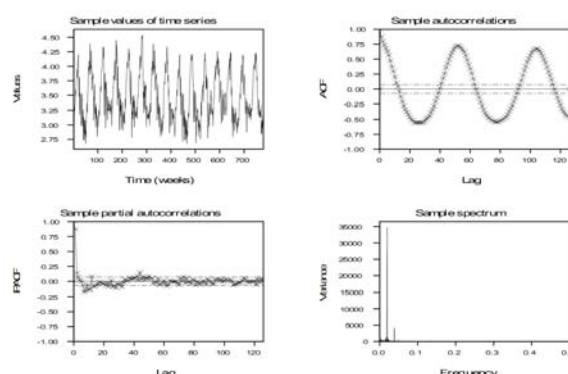 Sample values of time series
4.50
4.25
4.00
3.75
3.50
3.25
3.00
2.75
Values
100 200 300 400 500 600 700
Time (weeks)
Sample autocorrelations
1.00
0.75
0.50
0.25
0.00
-0.25
-0.50
-0.75
-1.00
ACF
0 20 40 60 80 100 120
Lag
Sample partial autocorrelations
1.00
0.75
0.50
0.25
0.00
-0.25
-0.50
-0.75
-1.00
PACF
0 20 40 60 80 100 120
Lag
Sample spectrum
35000
30000
25000
20000
15000
10000
5000
0
Variance
0.0 0.1 0.2 0.3 0.4 0.5
Frequency